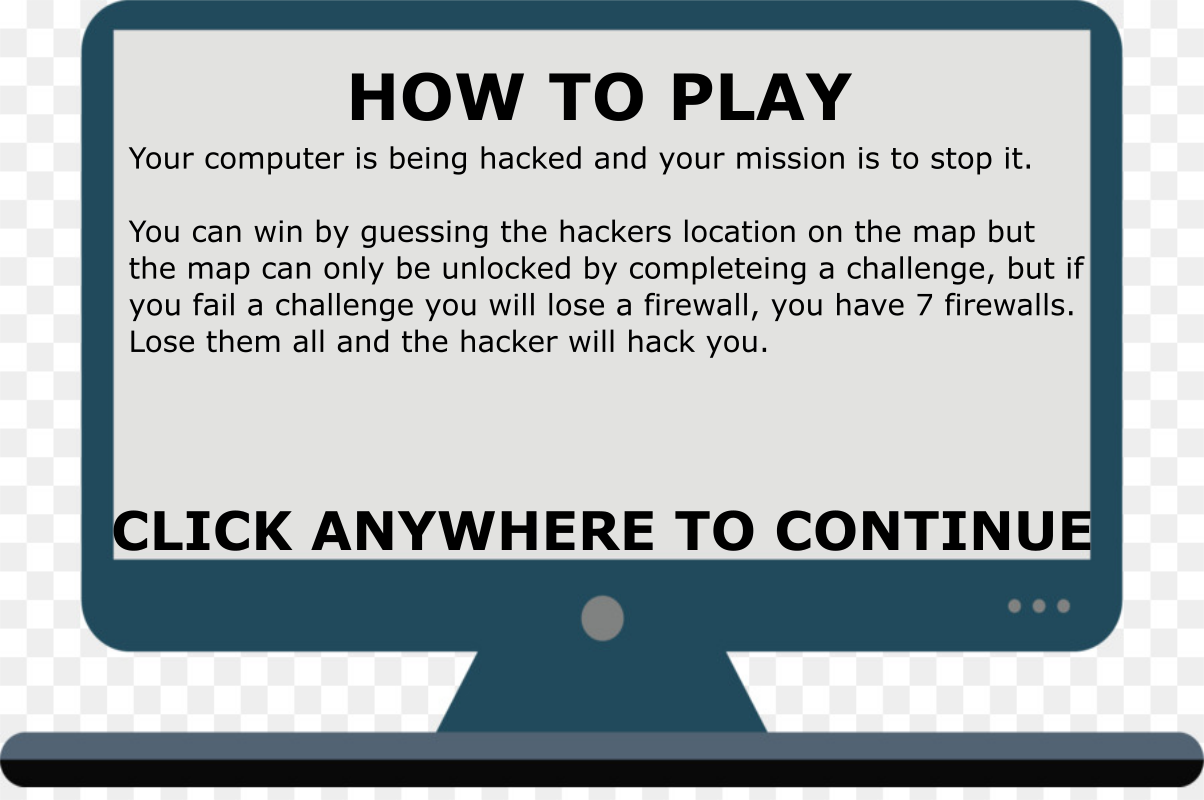 HOW TO PLAY
Your computer is being hacked and your mission is to stop it.
You can win by guessing the hackers location on the map but
the map can only be unlocked by completeing a challenge, but if
you fail a challenge you will lose a firewall, you have 7 firewalls.
Lose them all and the hacker will hack you.
CLICK ANYWHERE TO CONTINUE